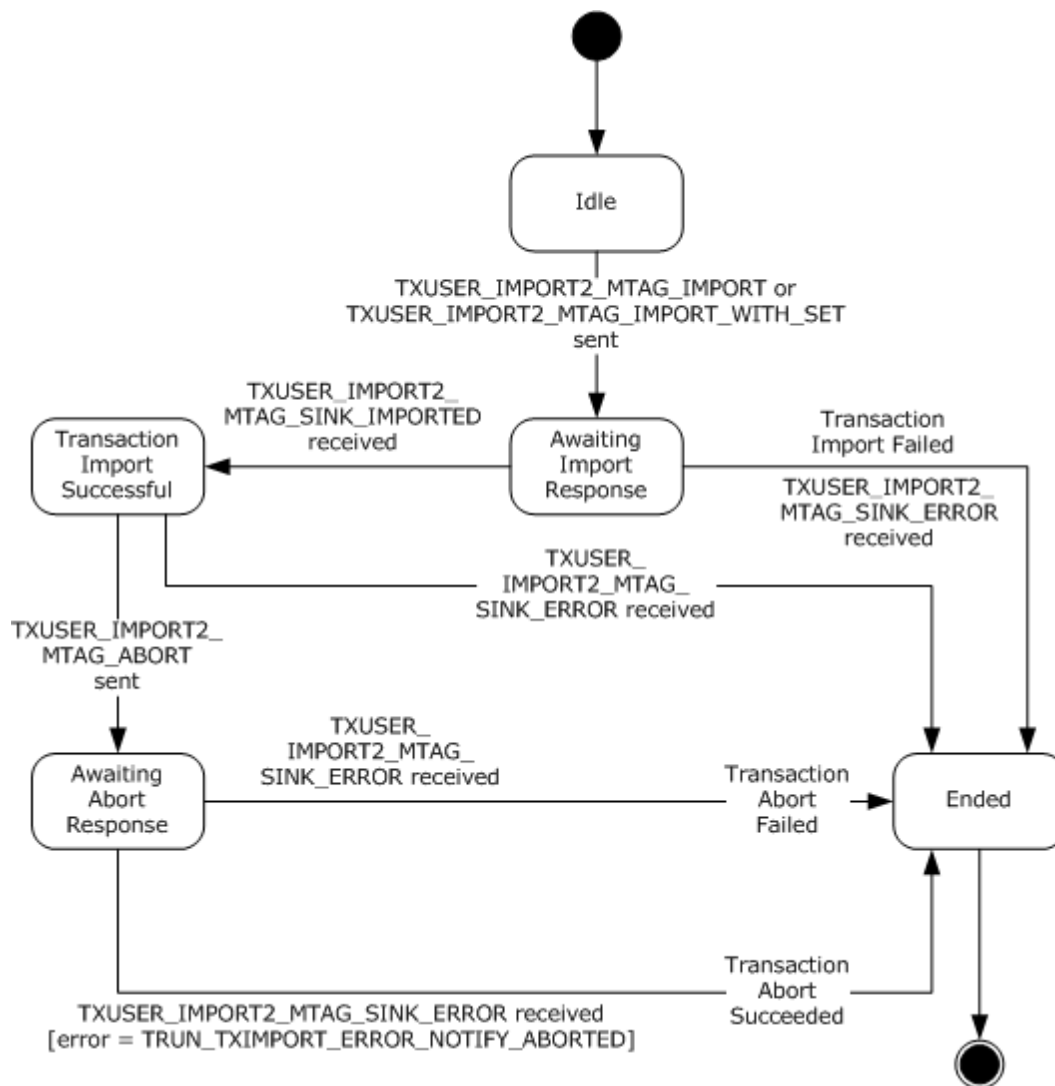 Idle
TXUSER_IMPORT2_MTAG_IMPORT or
TXUSER_IMPORT2_MTAG_IMPORT_WITH_SET
sent
TXUSER_IMPORT2_
MTAG_SINK_IMPORTED
received
Transaction
Import Failed
Transaction
Import
Successful
Awaiting
Import
Response
TXUSER_IMPORT2_
MTAG_SINK_ERROR
received
TXUSER_
IMPORT2_MTAG_
SINK_ERROR received
TXUSER_IMPORT2_
MTAG_ABORT
sent
TXUSER_
IMPORT2_MTAG_
SINK_ERROR received
Awaiting
Abort
Response
Transaction
Abort
Failed
Ended
Transaction
Abort
Succeeded
TXUSER_IMPORT2_MTAG_SINK_ERROR received
[error = TRUN_TXIMPORT_ERROR_NOTIFY_ABORTED]